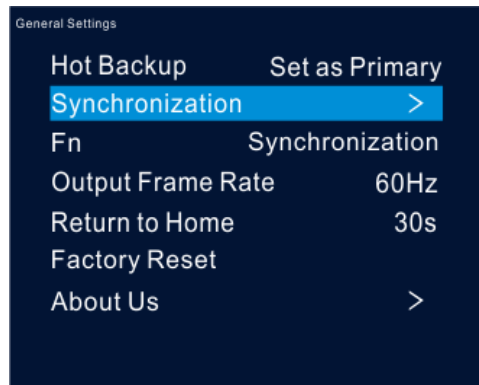 General Settings
Hot Backup Set as Primary
Synchronization >
Fn Synchronization
Output Frame Rate 60Hz
Return to Home 30s
Factory Reset
About Us >